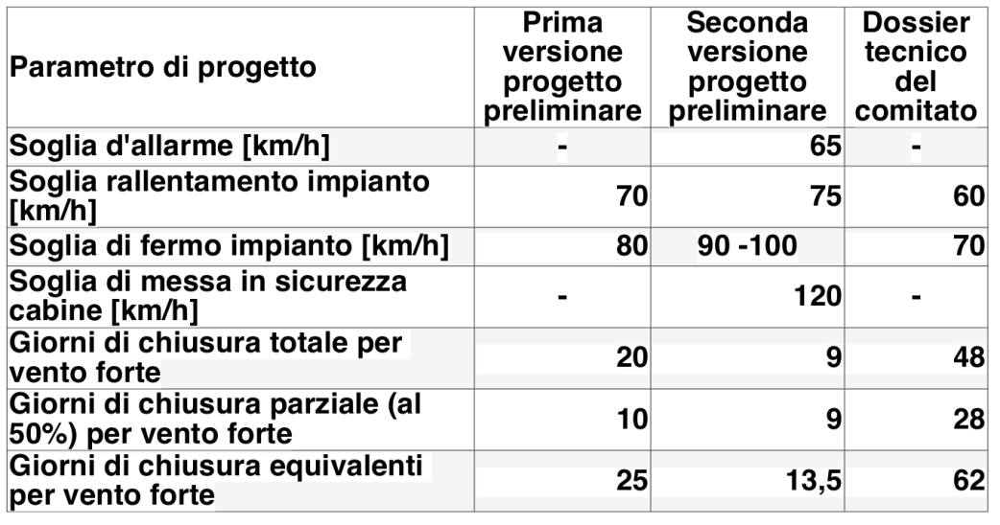 Parametro di progetto
Prima
versione
progetto
preliminare
Seconda
versione
progetto
preliminare
Dossier
tecnico
del
comitato
Soglia d'allarme [km/h]
-
65
-
Soglia rallentamento impianto
[km/h]
70
75
60
Soglia di fermo impianto [km/h]
80
90 -100
70
Soglia di messa in sicurezza
cabine [km/h]
-
120
-
Giorni di chiusura totale per
vento forte
20
9
48
Giorni di chiusura parziale (al
50%) per vento forte
10
9
28
Giorni di chiusura equivalenti
per vento forte
25
13,5
62